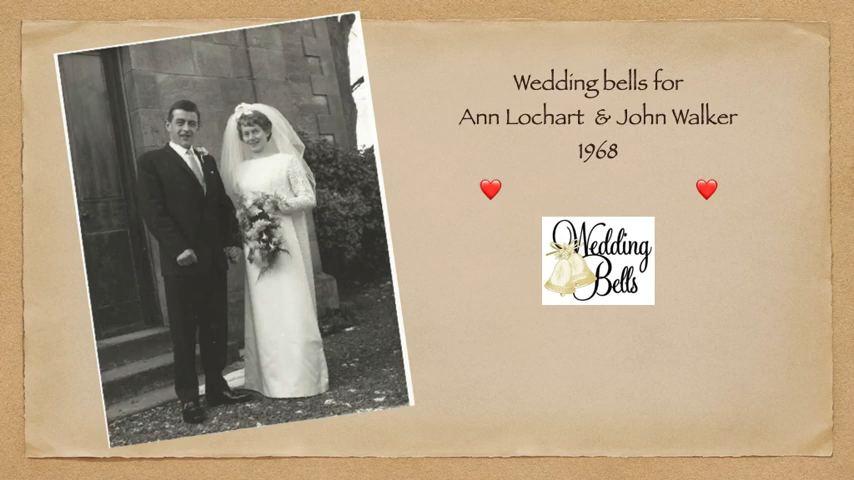 Wedding bells for
Ann Lochart & John Walker
1968
Wedding
Bells